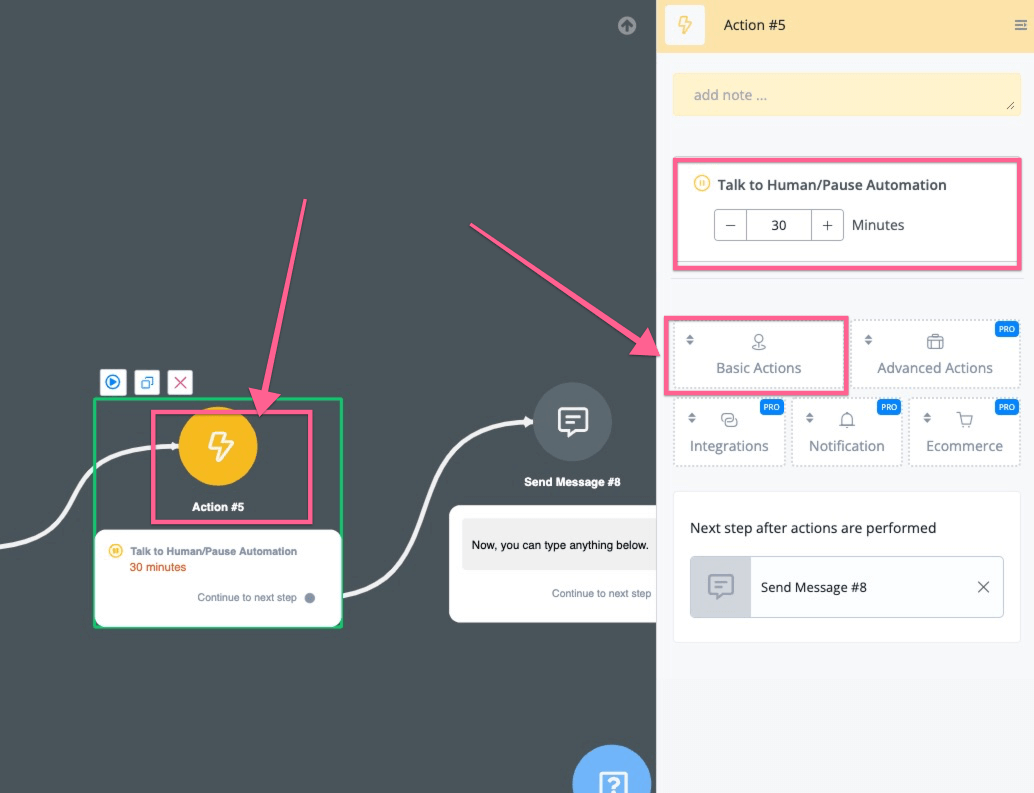 Action #5
add note ...
Talk to Human/Pause Automation
− 30 + Minutes
PRO
Basic Actions
Advanced Actions
PRO
PRO
PRO
Integrations
Notification
Ecommerce
Next step after actions are performed
Send Message #8
Action #5
Talk to Human/Pause Automation
30 minutes
Continue to next step
Send Message #8
Now, you can type anything below.
Continue to next step
?